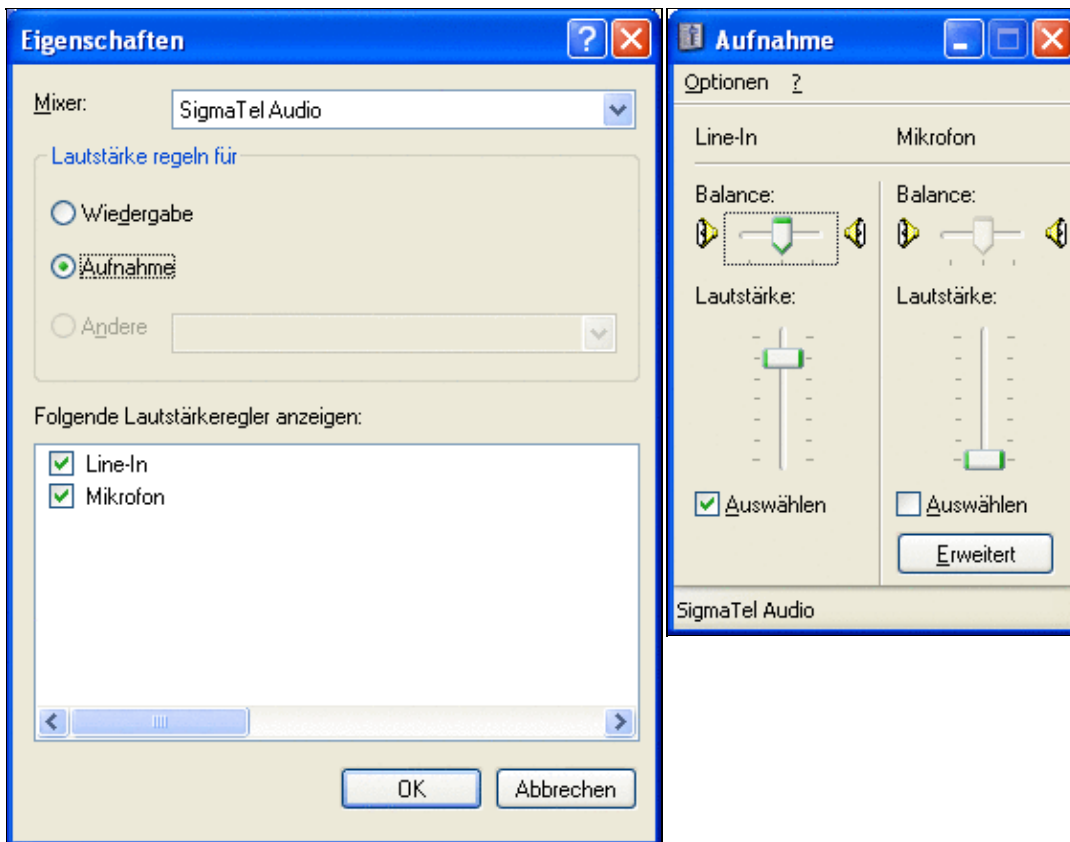 Eigenschaften
Mixer:
SigmaTel Audio
Lautstärke regeln für
Wiedergabe
Aufnahme
Andere
Folgende Lautstärkeregler anzeigen:
Line-In
Mikrofon
OK
Abbrechen
Aufnahme
Optionen ?
Line-In
Mikrofon
Balance:
Balance:
Lautstärke:
Lautstärke:
Auswählen
Auswählen
Erweitert
SigmaTel Audio